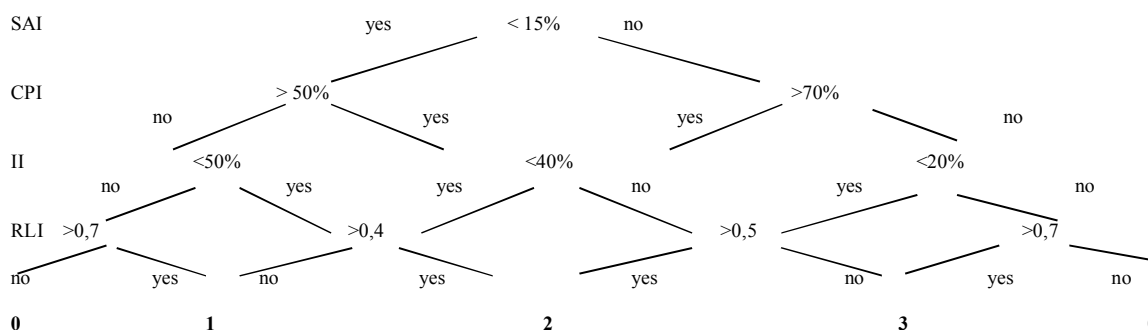 SAI yes < 15% no
CPI > 50% >70%
no yes yes no
II <50% <40% <20%
no yes yes no yes no
RLI >0,7 >0,4 >0,5 >0,7
no yes no yes yes no yes no
0 1 2 3